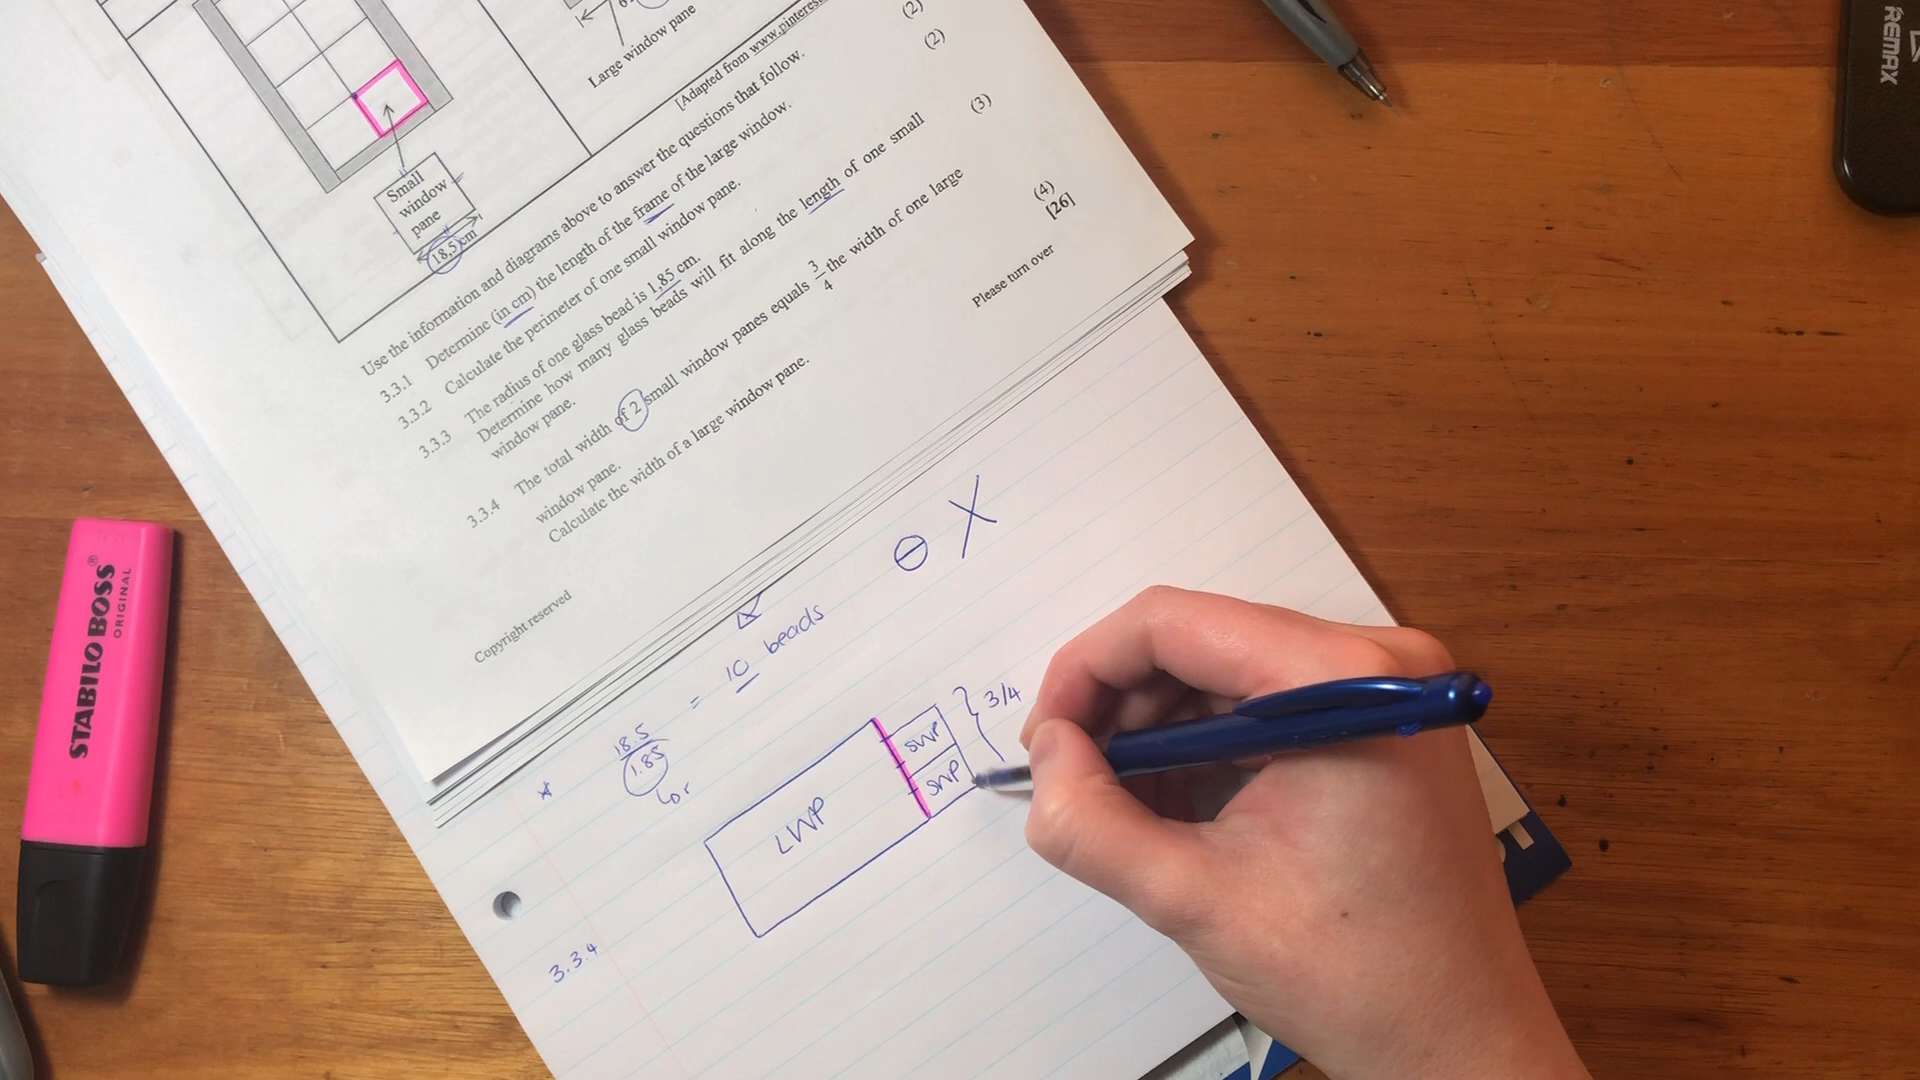 Large window pane
[Adapted from www.pinteres
Small
window
pane
18,5 cm
Use the information and diagrams above to answer the questions that follow.
3.3.1 Determine (in cm) the length of the frame of the large window. (2)
3.3.2 Calculate the perimeter of one small window pane. (2)
3.3.3 The radius of one glass bead is 1,85 cm.
Determine how many glass beads will fit along the length of one small
window pane. (3)
3.3.4 The total width of 2 small window panes equals 3/4 the width of one large
window pane.
Calculate the width of a large window pane. (4)
[26]
Copyright reserved
Please turn over
X
18.5
1.85
= 10 beads
LWP
SWP
SWP
3/4
3.3.4
STABILO BOSS®
ORIGINAL
REMAX